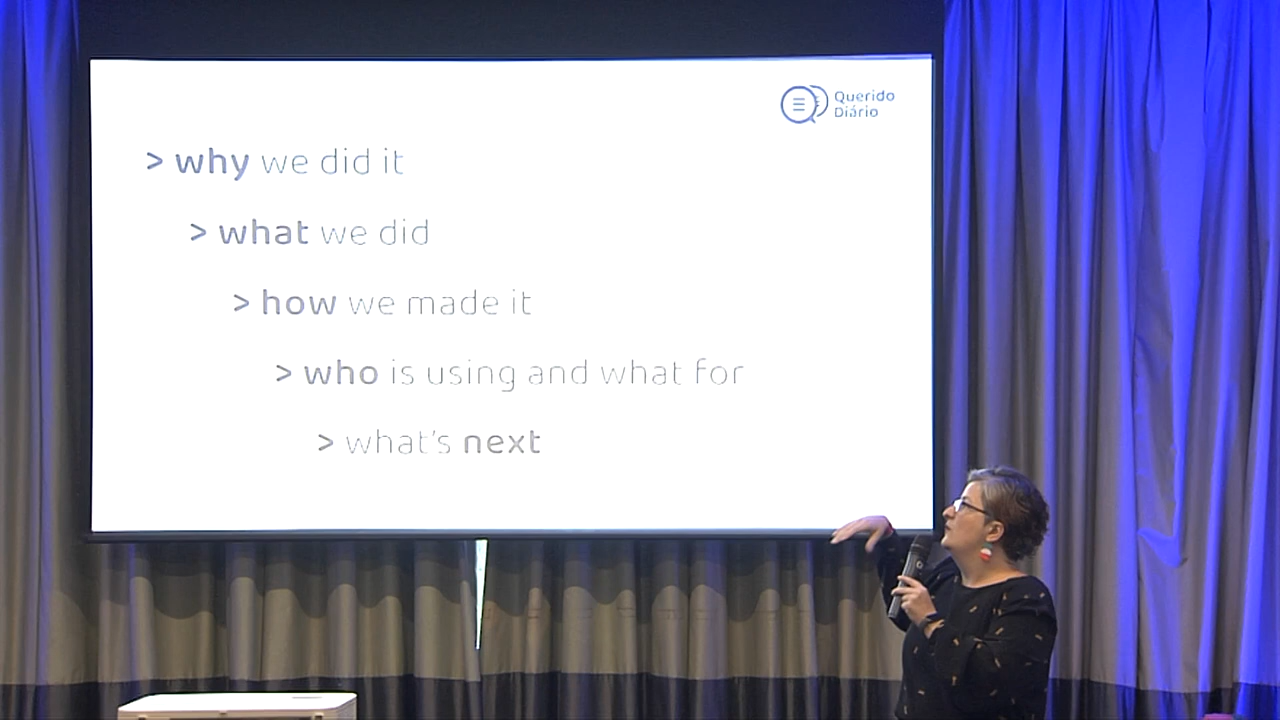 Querido
Diário
> why we did it
> what we did
> how we made it
> who is using and what for
> what's next